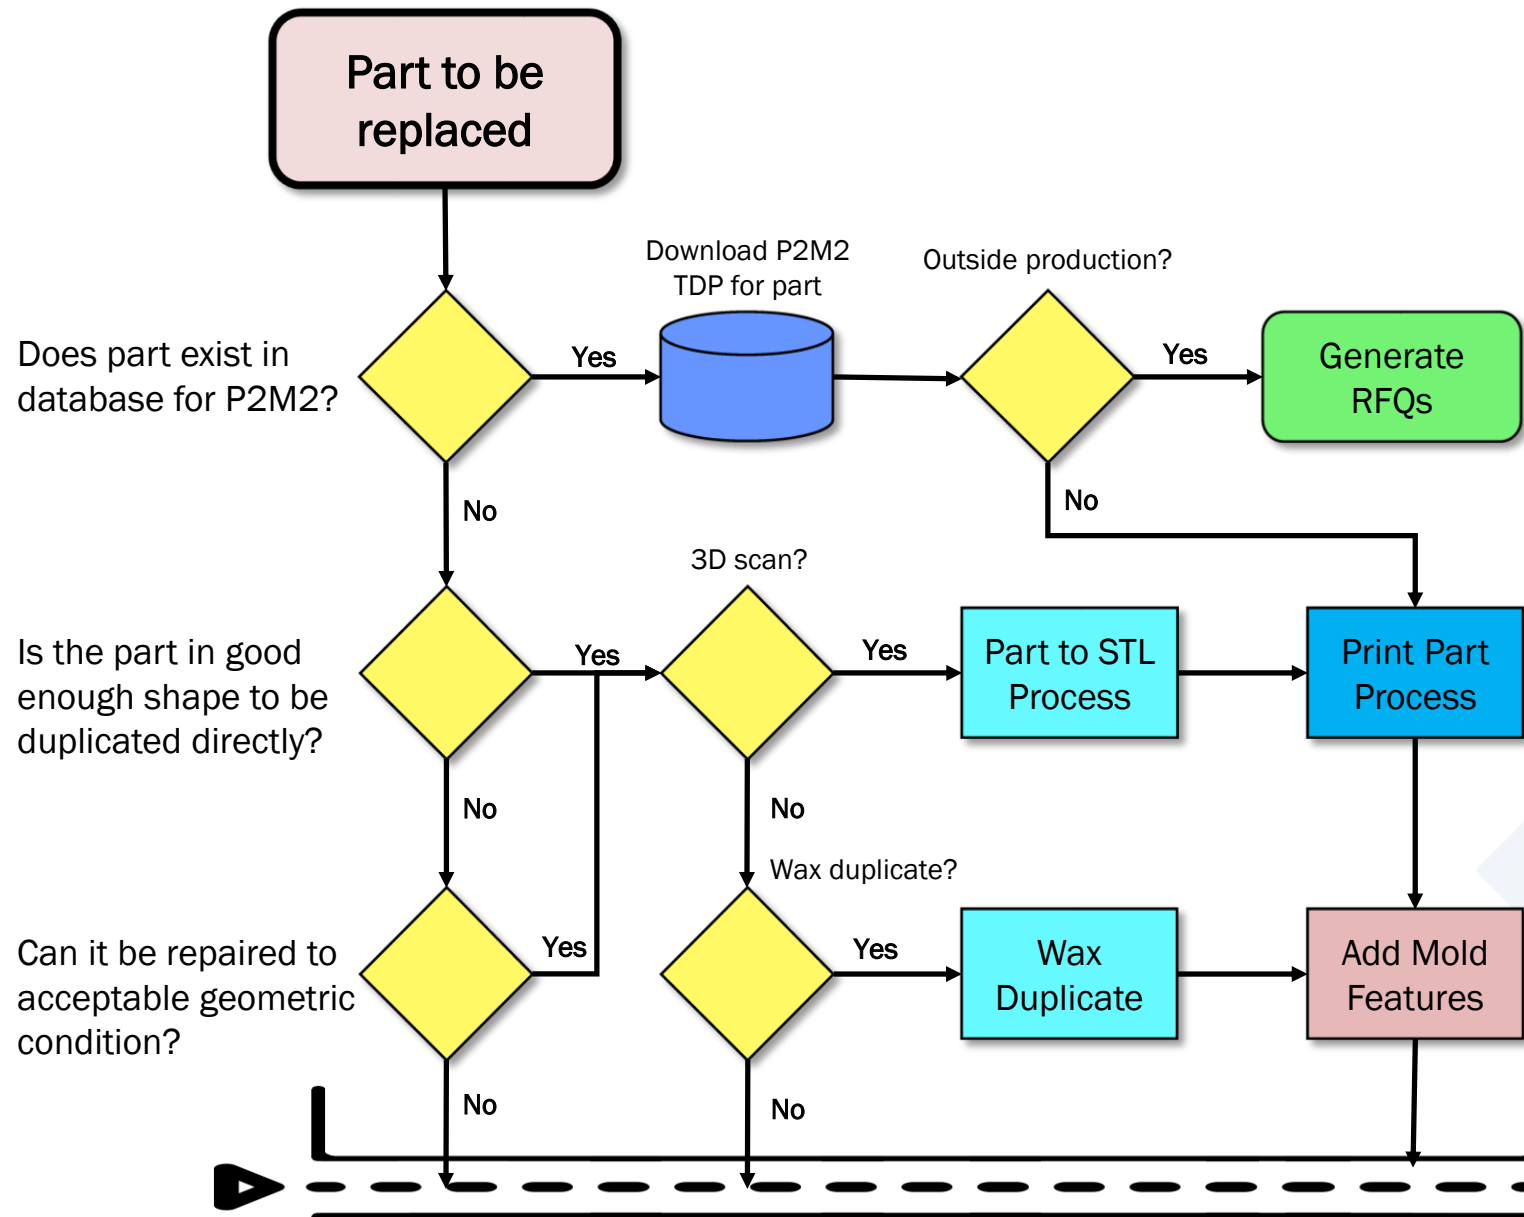 Part to be
replaced
Download P2M2
TDP for part
Outside production?
Does part exist in
database for P2M2?
Yes
Yes
Generate
RFQs
No
No
3D scan?
Is the part in good
enough shape to be
duplicated directly?
Yes
Yes
Part to STL
Process
Print Part
Process
No
No
Wax duplicate?
Can it be repaired to
acceptable geometric
condition?
Yes
Yes
Wax
Duplicate
Add Mold
Features
No
No